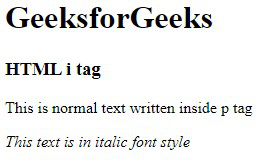 GeeksforGeeks
HTML i tag
This is normal text written inside p tag
This text is in italic font style